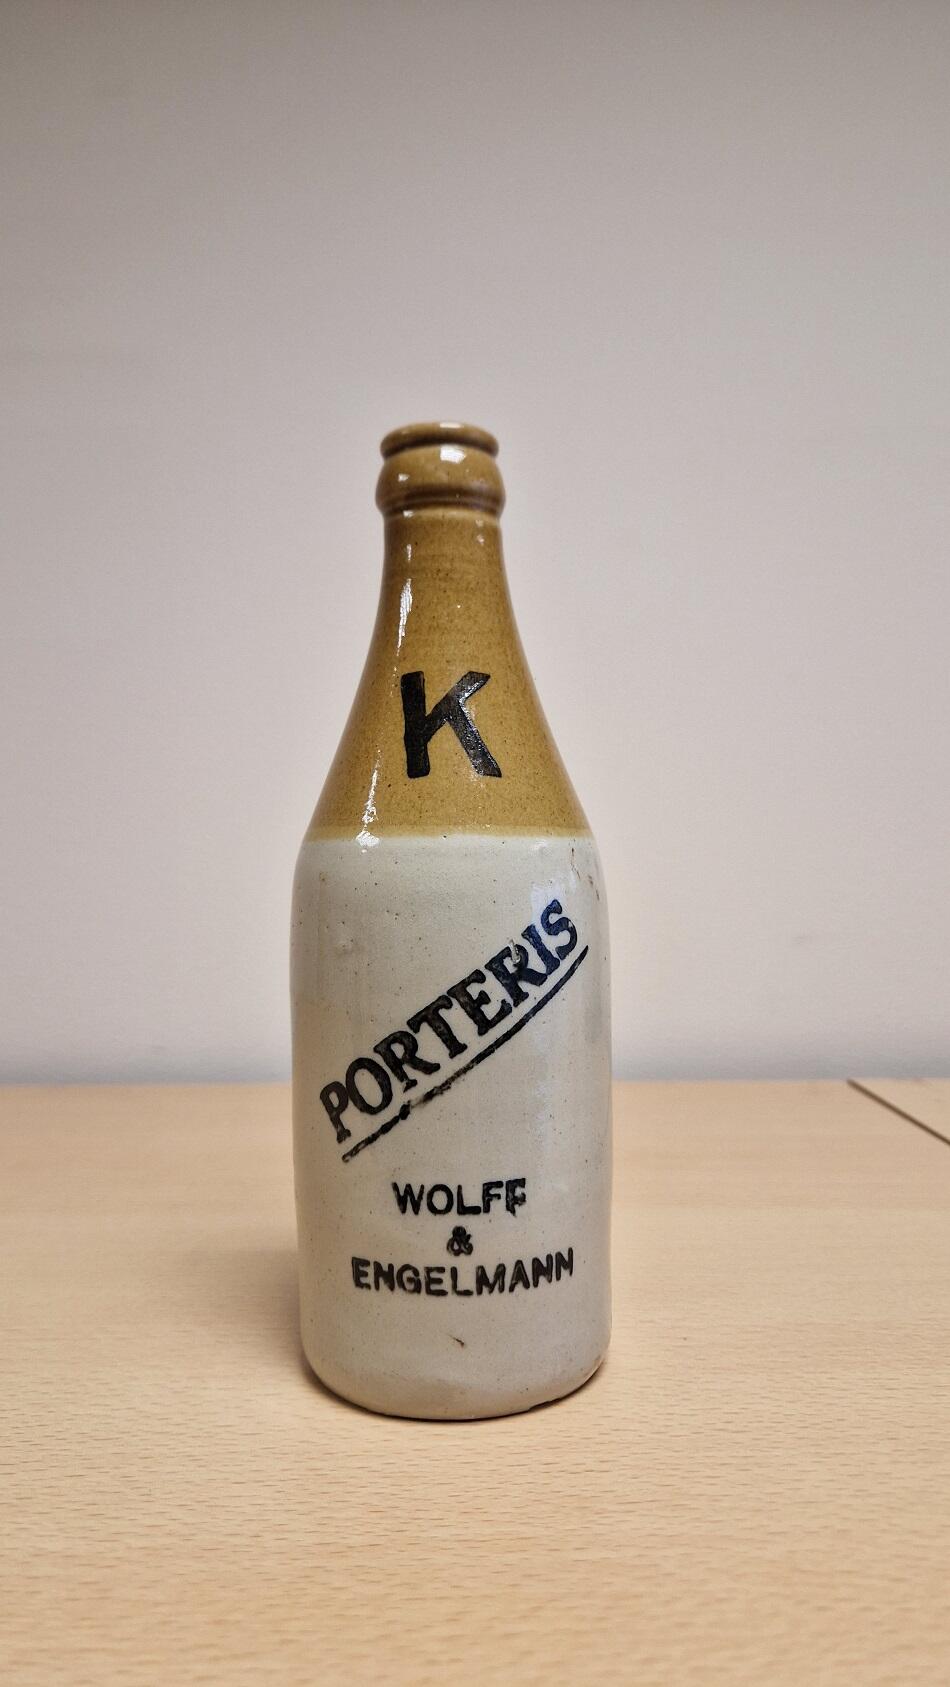 K
PORTERIS
WOLFF
&
ENGELMANN